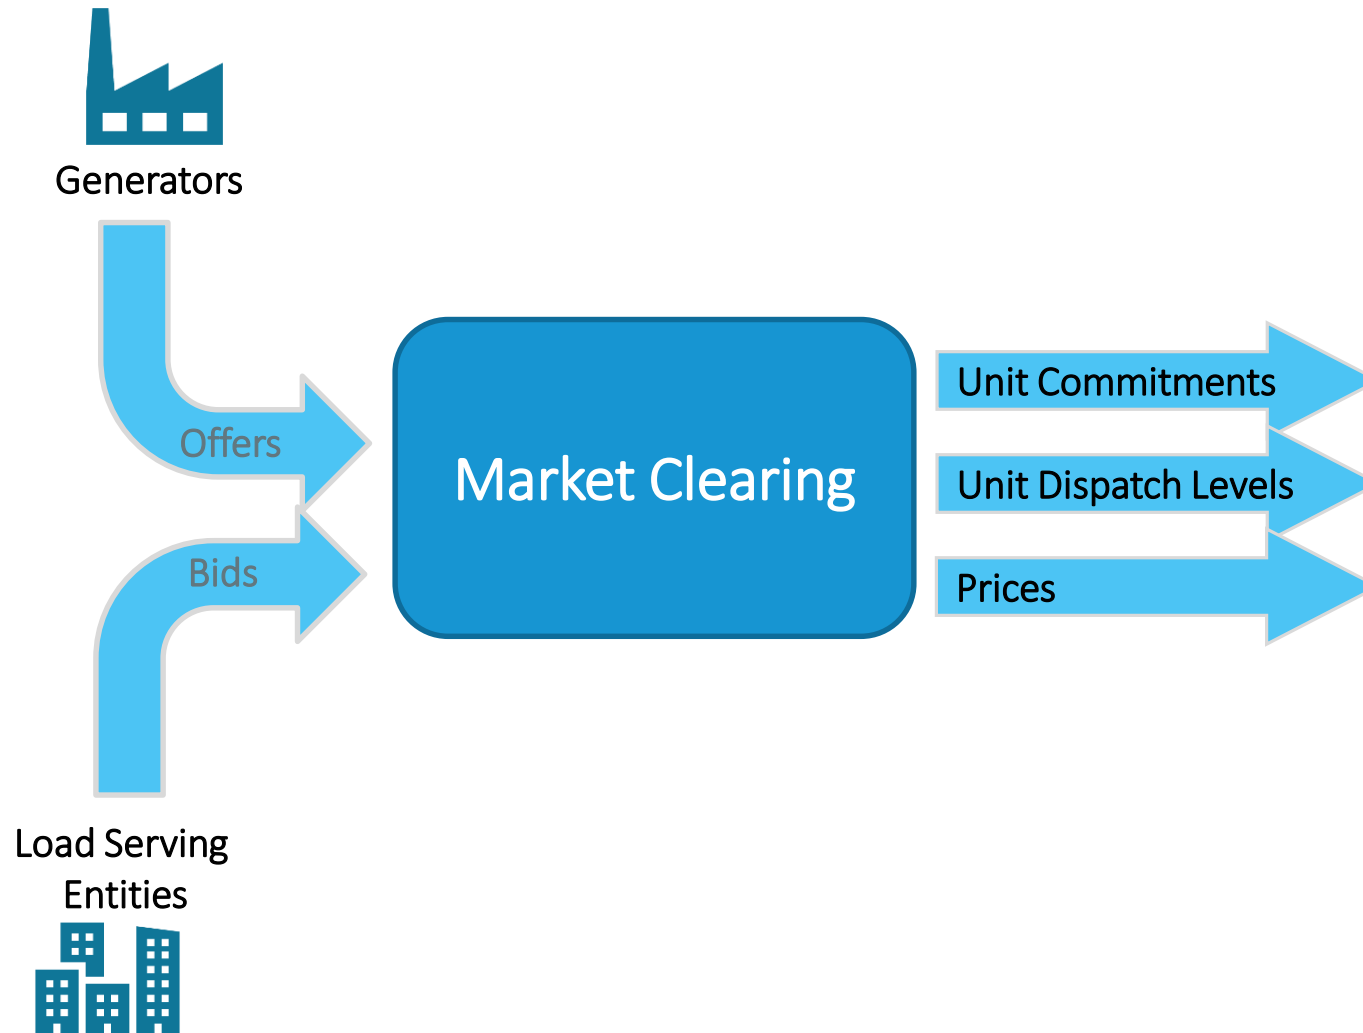 Generators
Offers
Bids
Load Serving
Entities
Market Clearing
Unit Commitments
Unit Dispatch Levels
Prices